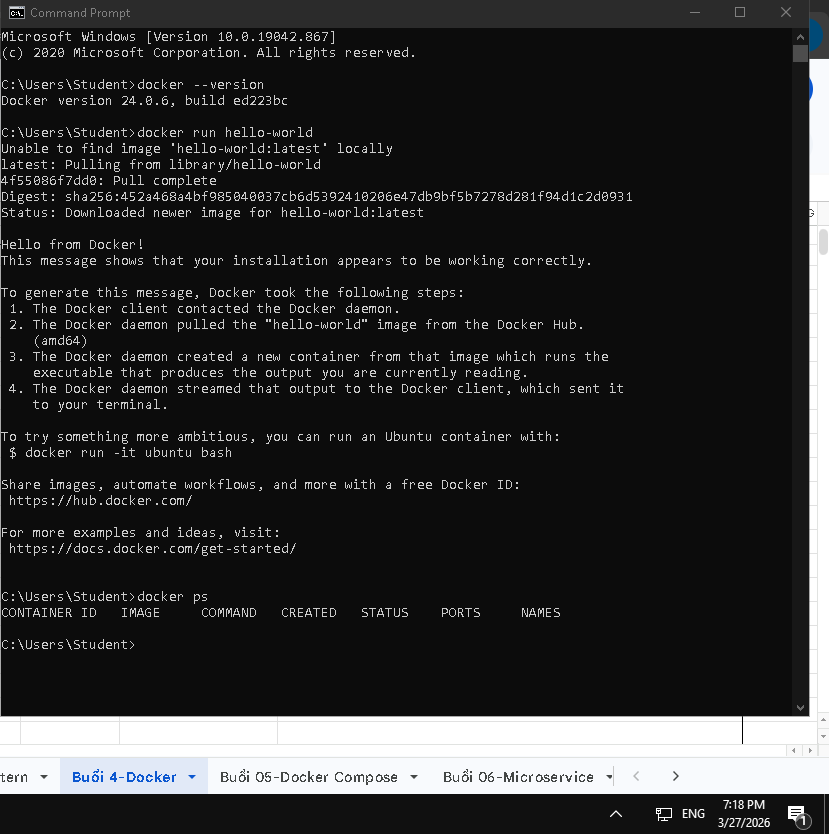 Command Prompt
Microsoft Windows [Version 10.0.19042.867]
(c) 2020 Microsoft Corporation. All rights reserved.
C:\Users\Student>docker --version
Docker version 24.0.6, build ed223bc
C:\Users\Student>docker run hello-world
Unable to find image 'hello-world:latest' locally
latest: Pulling from library/hello-world
4f55086f7dd0: Pull complete
Digest: sha256:452a468a4bf985040037cb6d5392410206e47db9bf5b7278d281f94d1c2d0931
Status: Downloaded newer image for hello-world:latest
Hello from Docker!
This message shows that your installation appears to be working correctly.
To generate this message, Docker took the following steps:
1. The Docker client contacted the Docker daemon.
2. The Docker daemon pulled the "hello-world" image from the Docker Hub.
(amd64)
3. The Docker daemon created a new container from that image which runs the
executable that produces the output you are currently reading.
4. The Docker daemon streamed that output to the Docker client, which sent it
to your terminal.
To try something more ambitious, you can run an Ubuntu container with:
$ docker run -it ubuntu bash
Share images, automate workflows, and more with a free Docker ID:
https://hub.docker.com/
For more examples and ideas, visit:
https://docs.docker.com/get-started/
C:\Users\Student>docker ps
CONTAINER ID IMAGE COMMAND CREATED STATUS PORTS NAMES
C:\Users\Student>
tern Buổi 4-Docker Buổi 05-Docker Compose Buổi 06-Microservice
ENG 7:18 PM
3/27/2026
1